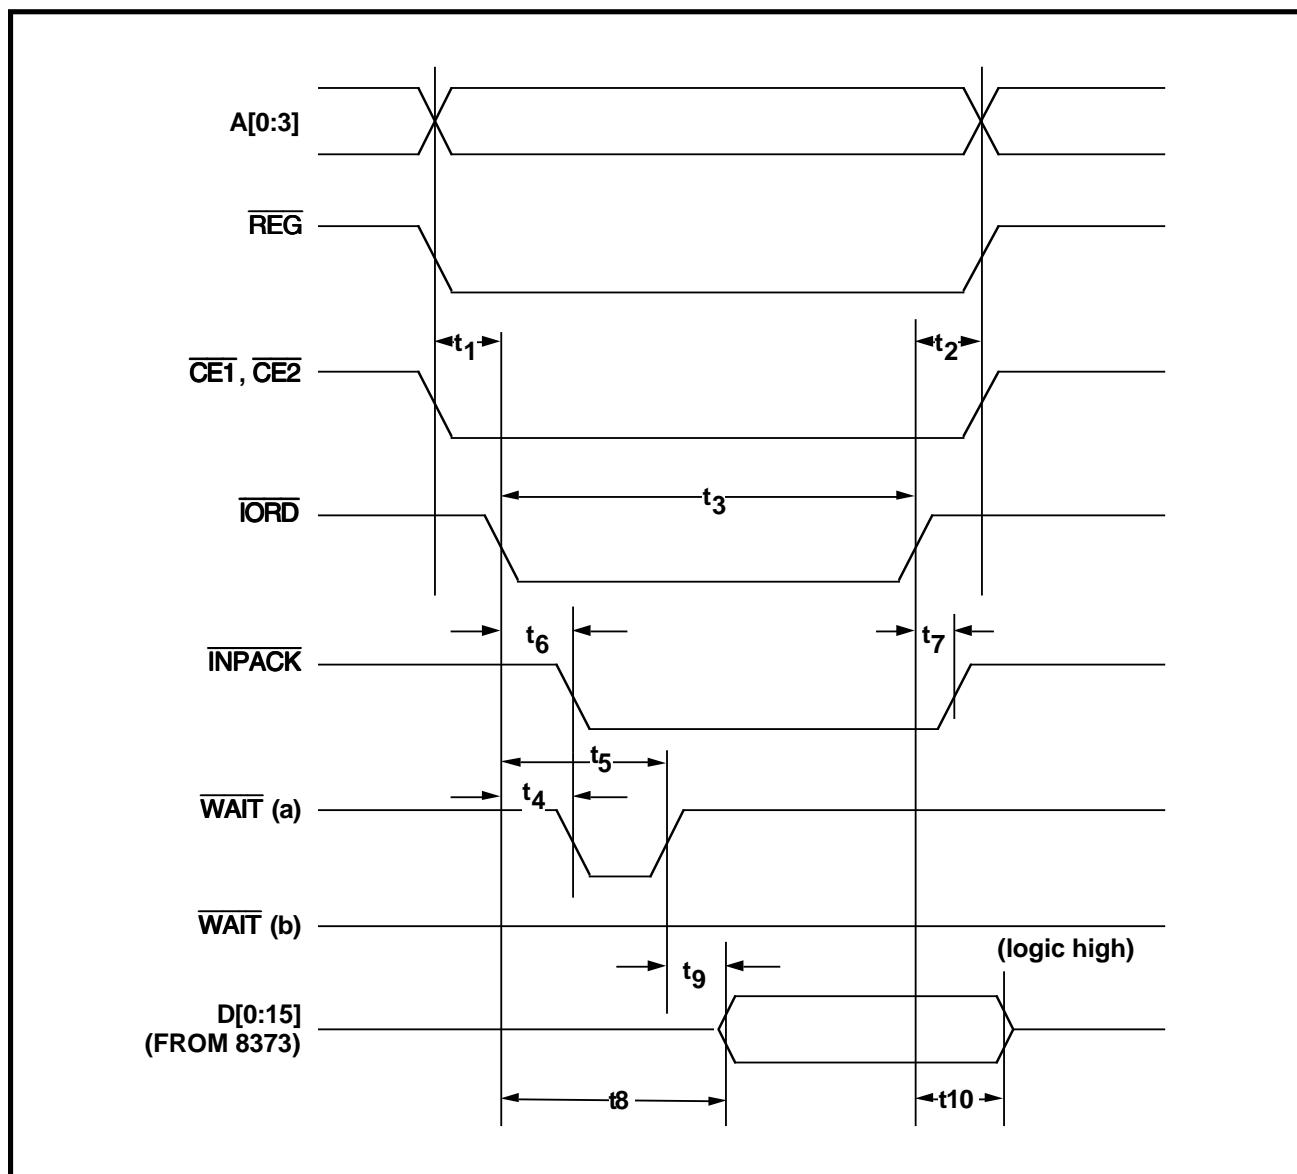 A[0:3]
REG
t1
t2
CE1, CE2
t3
IORD
t6
t7
INPACK
t5
t4
WAIT (a)
WAIT (b)
(logic high)
t9
D[0:15]
(FROM 8373)
t8
t10